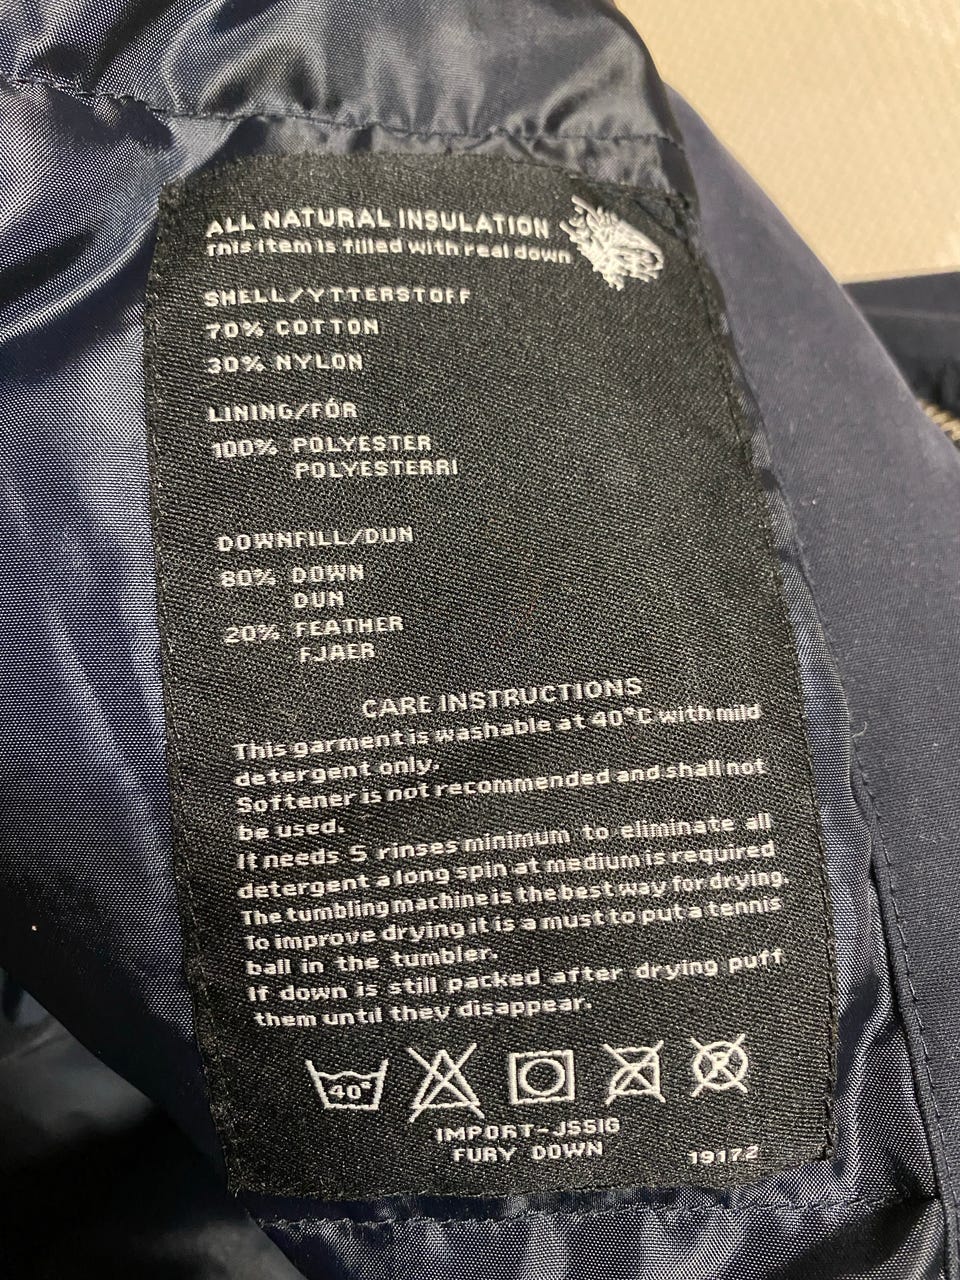 ALL NATURAL INSULATION
This item is filled with real down
SHELL/YTTERSTOFF
70% COTTON
30% NYLON
LINING/FÓR
100% POLYESTER
POLYESTERRI
DOWNFILL/DUN
80% DOWN
DUN
20% FEATHER
FJAER
CARE INSTRUCTIONS
This garment is washable at 40°C with mild
detergent only.
Softener is not recommended and shall not
be used.
It needs 5 rinses minimum to eliminate all
detergent a long spin at medium is required
The tumbling machine is the best way for drying.
To improve drying it is a must to put a tennis
ball in the tumbler.
If down is still packed after drying puff
them until they disappear.
40°
IMPORT-JSSIG
FURY DOWN
19172